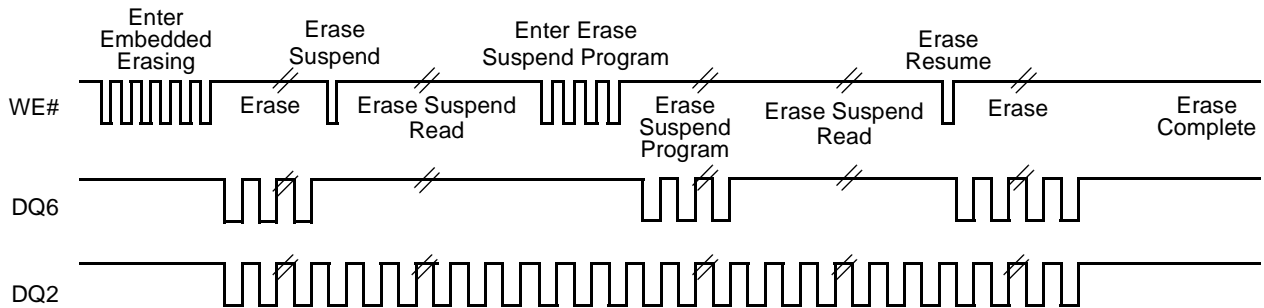 Enter
Embedded
Erasing
Erase
Suspend
Enter Erase
Suspend Program
Erase
Resume
WE#
Erase
Erase Suspend
Read
Erase
Suspend
Program
Erase Suspend
Read
Erase
Erase
Complete
DQ6
DQ2